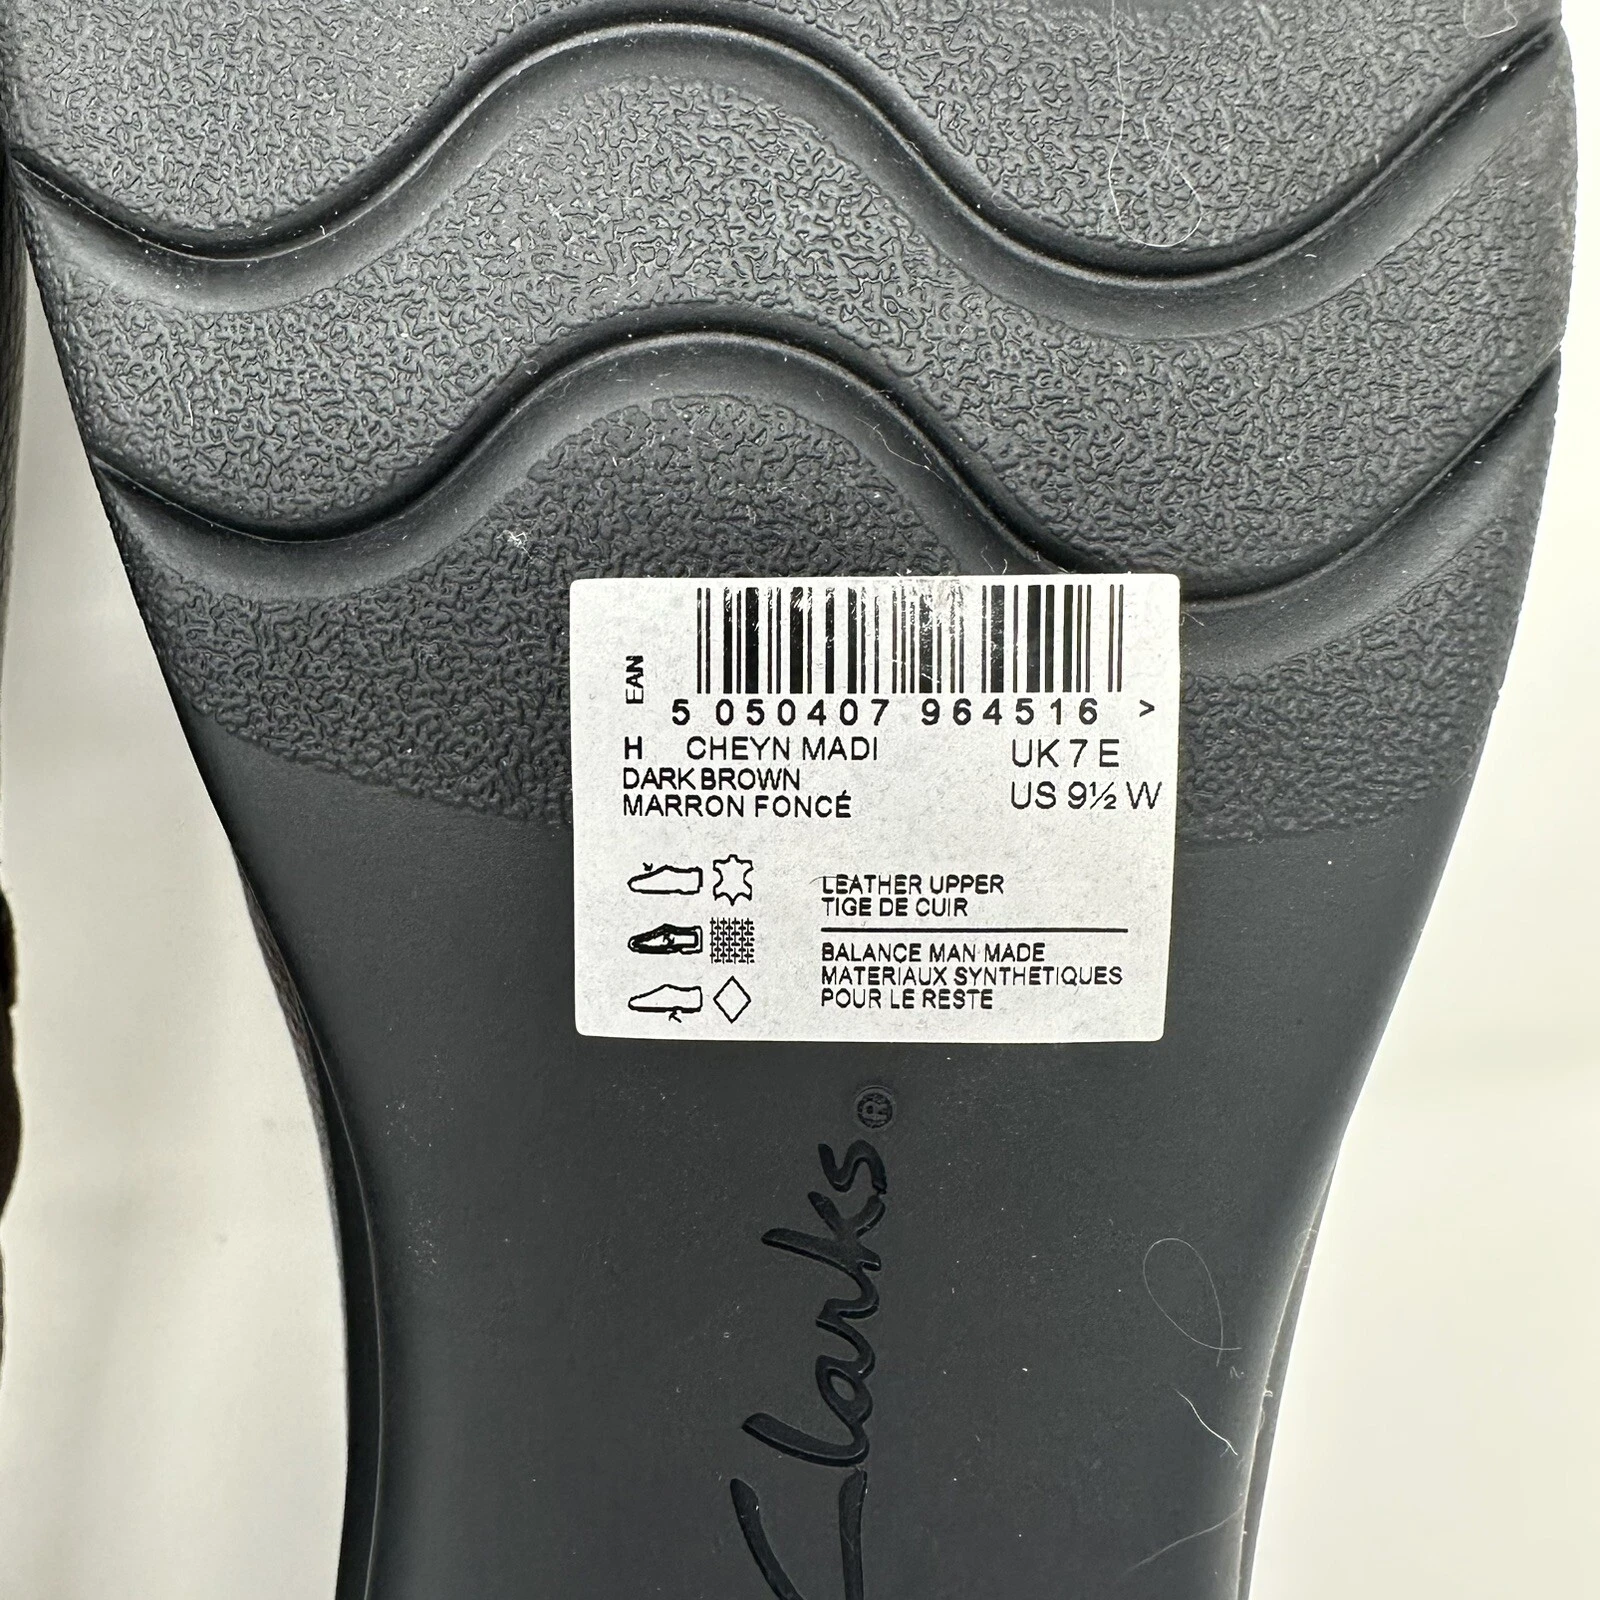 EAN
5 050407 964516 >
H CHEYN MADI UK 7 E
DARK BROWN
MARRON FONCÉ US 9½ W
LEATHER UPPER
TIGE DE CUIR
BALANCE MAN MADE
MATERIAUX SYNTHETIQUES
POUR LE RESTE
Clarks®